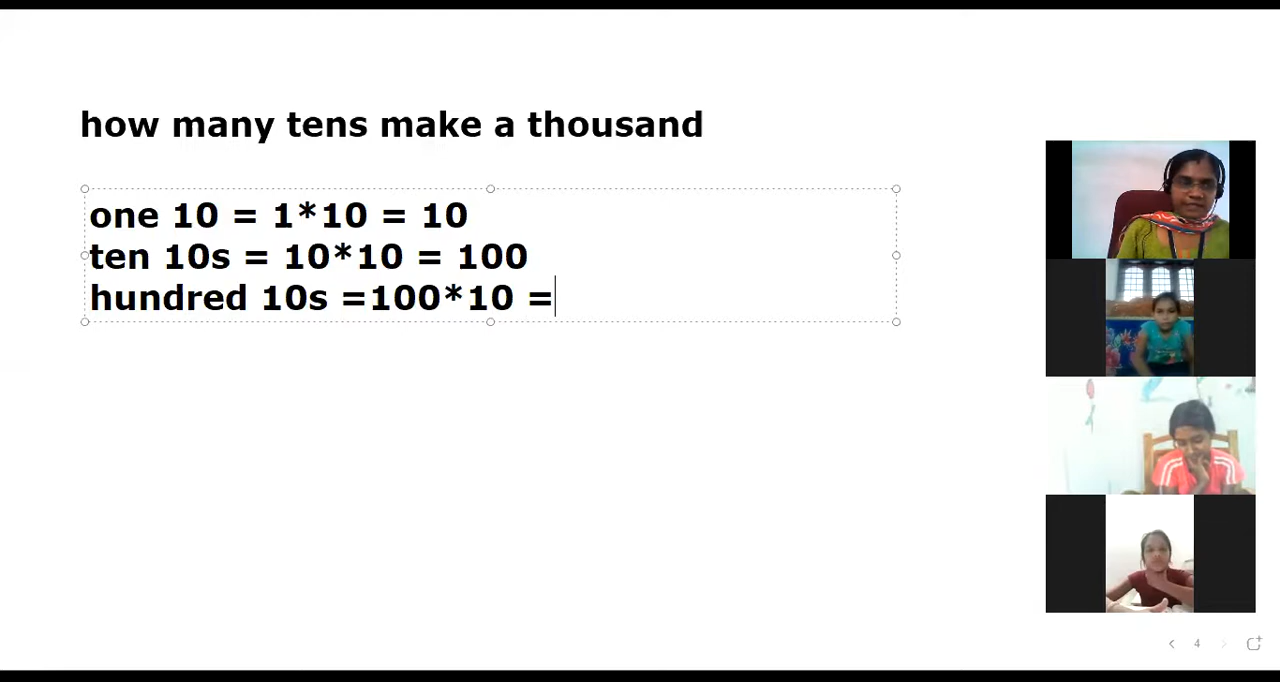 how many tens make a thousand
one 10 = 1*10 = 10
ten 10s = 10*10 = 100
hundred 10s =100*10 =
4